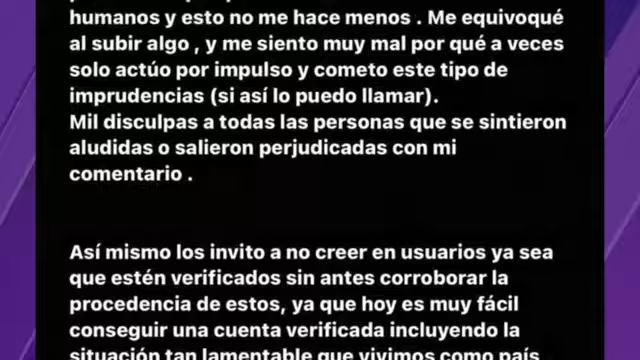 humanos y esto no me hace menos . Me equivoqué
al subir algo , y me siento muy mal por qué a veces
solo actúo por impulso y cometo este tipo de
imprudencias (si así lo puedo llamar).
Mil disculpas a todas las personas que se sintieron
aludidas o salieron perjudicadas con mi
comentario .
Así mismo los invito a no creer en usuarios ya sea
que estén verificados sin antes corroborar la
procedencia de estos, ya que hoy es muy fácil
conseguir una cuenta verificada incluyendo la
situación tan lamentable que vivimos como país